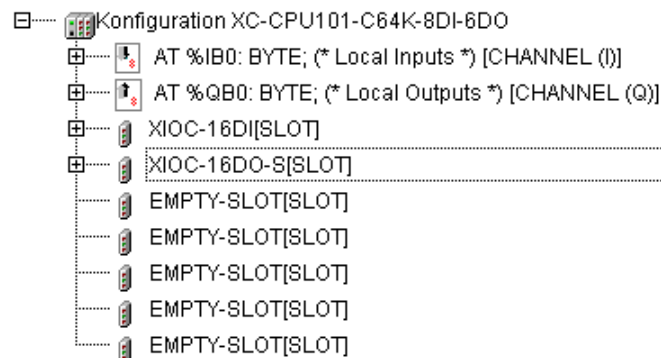 Konfiguration XC-CPU101-C64K-8DI-6DO
AT %IB0: BYTE; (* Local Inputs *) [CHANNEL (I)]
AT %QB0: BYTE; (* Local Outputs *) [CHANNEL (Q)]
XIOC-16DI[SLOT]
XIOC-16DO-S[SLOT]
EMPTY-SLOT[SLOT]
EMPTY-SLOT[SLOT]
EMPTY-SLOT[SLOT]
EMPTY-SLOT[SLOT]
EMPTY-SLOT[SLOT]